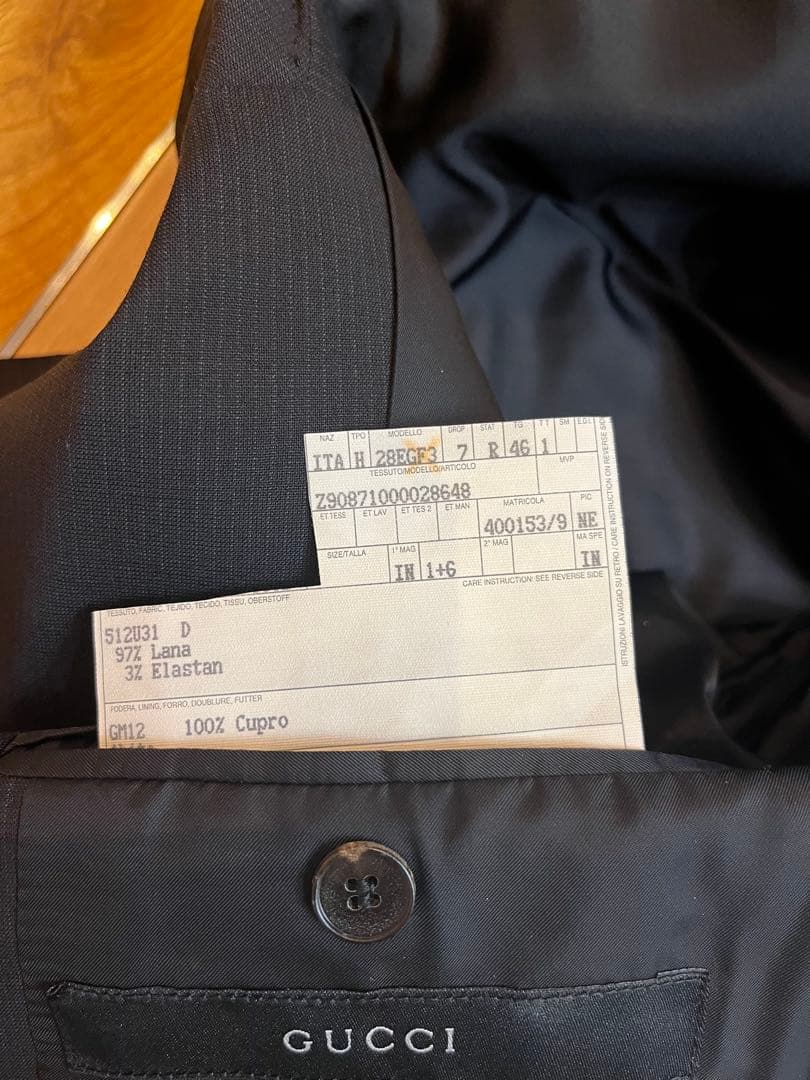 NAZ TPO MODELLO DROP STAT TG TT SM E.D.I.
ITA H 28EGF3 7 R 46 1
TESSUTO/MODELLO/ARTICOLO MVP
Z90871000028648
ET TESS ET LAV ET TES 2 ET MAN MATRICOLA PIC
400153/9 NE
SIZE/TALLA 1° MAG 2° MAG MA SPE
IN 1+6 IN
CARE INSTRUCTION: SEE REVERSE SIDE
ISTRUZIONI LAVAGGIO SU RETRO / CARE INSTRUCTION ON REVERSE SIDE
TESSUTO, FABRIC, TEJIDO, TECIDO, TISSU, OBERSTOFF
512U31 D
97% Lana
3% Elastan
FODERA, LINING, FORRO, DOUBLURE, FUTTER
GM12 100% Cupro
GUCCI